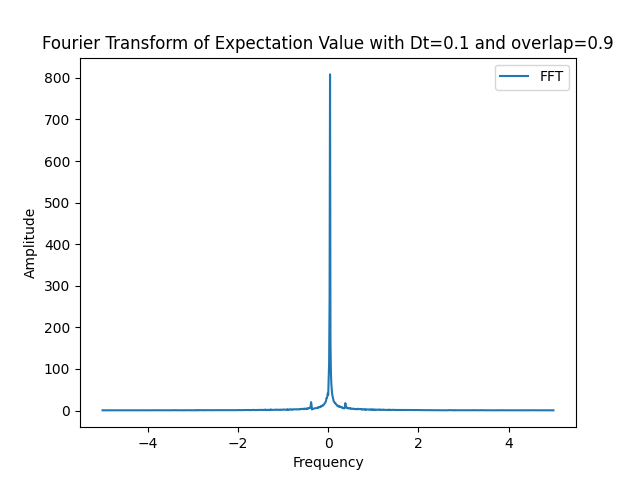 Fourier Transform of Expectation Value with Dt=0.1 and overlap=0.9
FFT
800
700
600
500
400
300
200
100
0
Amplitude
−4 −2 0 2 4
Frequency